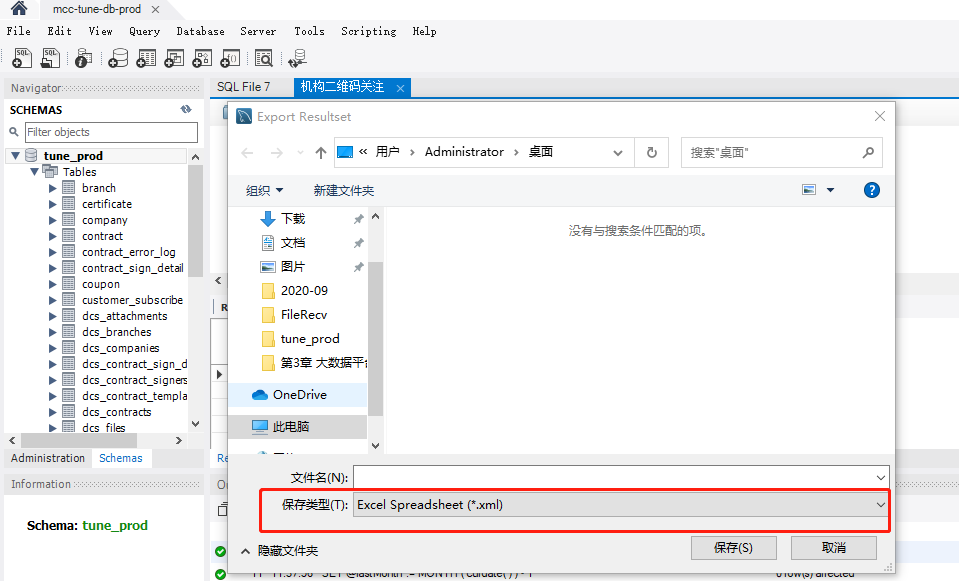 mcc-tune-db-prod
File Edit View Query Database Server Tools Scripting Help
Navigator
SQL File 7
机构二维码关注
SCHEMAS
Filter objects
tune_prod
Tables
branch
certificate
company
contract
contract_error_log
contract_sign_detail
coupon
customer_subscribe
dcs_attachments
dcs_branches
dcs_companies
dcs_contract_sign_d
dcs_contract_signers
dcs_contract_templa
dcs_contracts
dcs_files
Administration Schemas
Information
Schema: tune_prod
Export Resultset
« 用户 › Administrator › 桌面
搜索"桌面"
组织
新建文件夹
下载
文档
图片
2020-09
FileRecv
tune_prod
第3章 大数据平台
OneDrive
此电脑
没有与搜索条件匹配的项。
文件名(N):
保存类型(T): Excel Spreadsheet (*.xml)
隐藏文件夹
保存(S)
取消